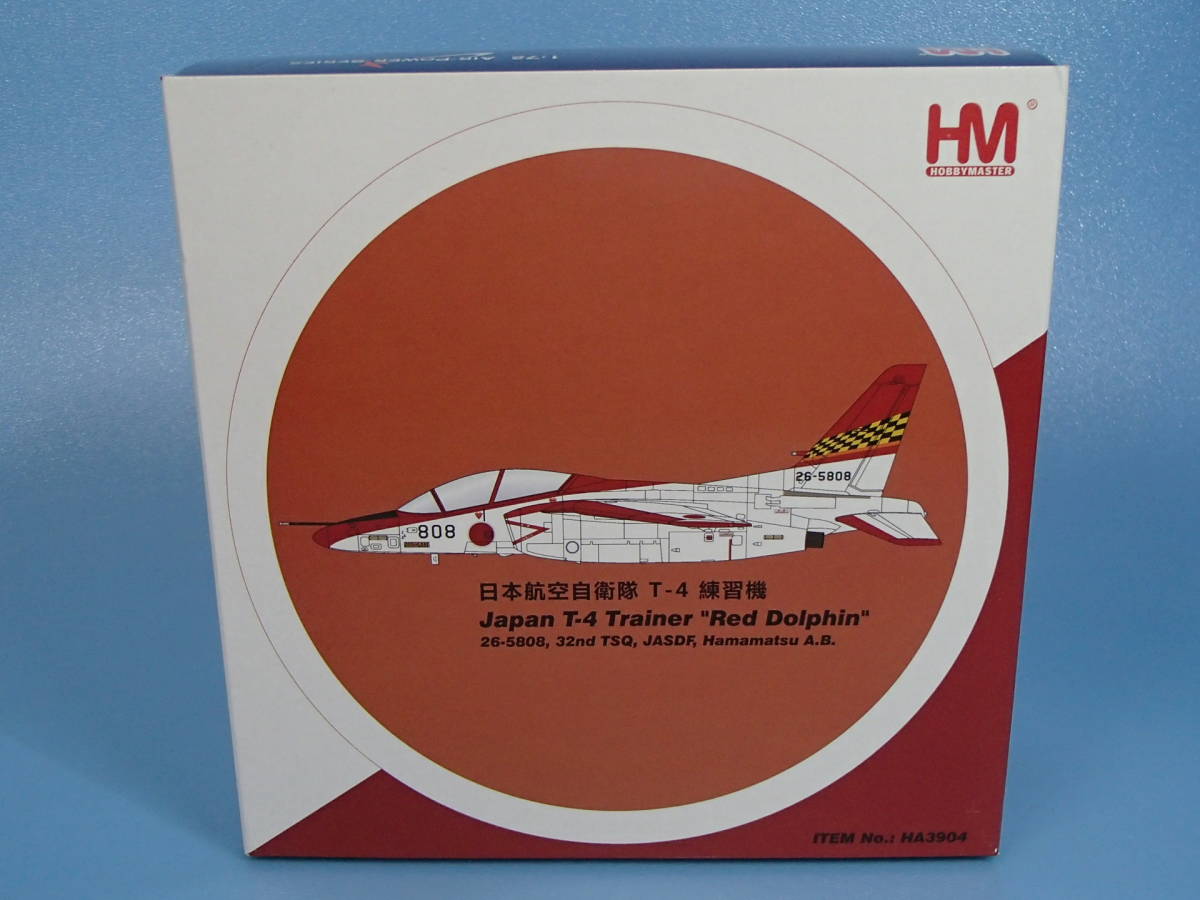 1:72 AIR POWER SERIES
HM
HM®
HOBBYMASTER
26-5808
808
日本航空自衛隊 T-4 練習機
Japan T-4 Trainer "Red Dolphin"
26-5808, 32nd TSQ, JASDF, Hamamatsu A.B.
ITEM No.: HA3904